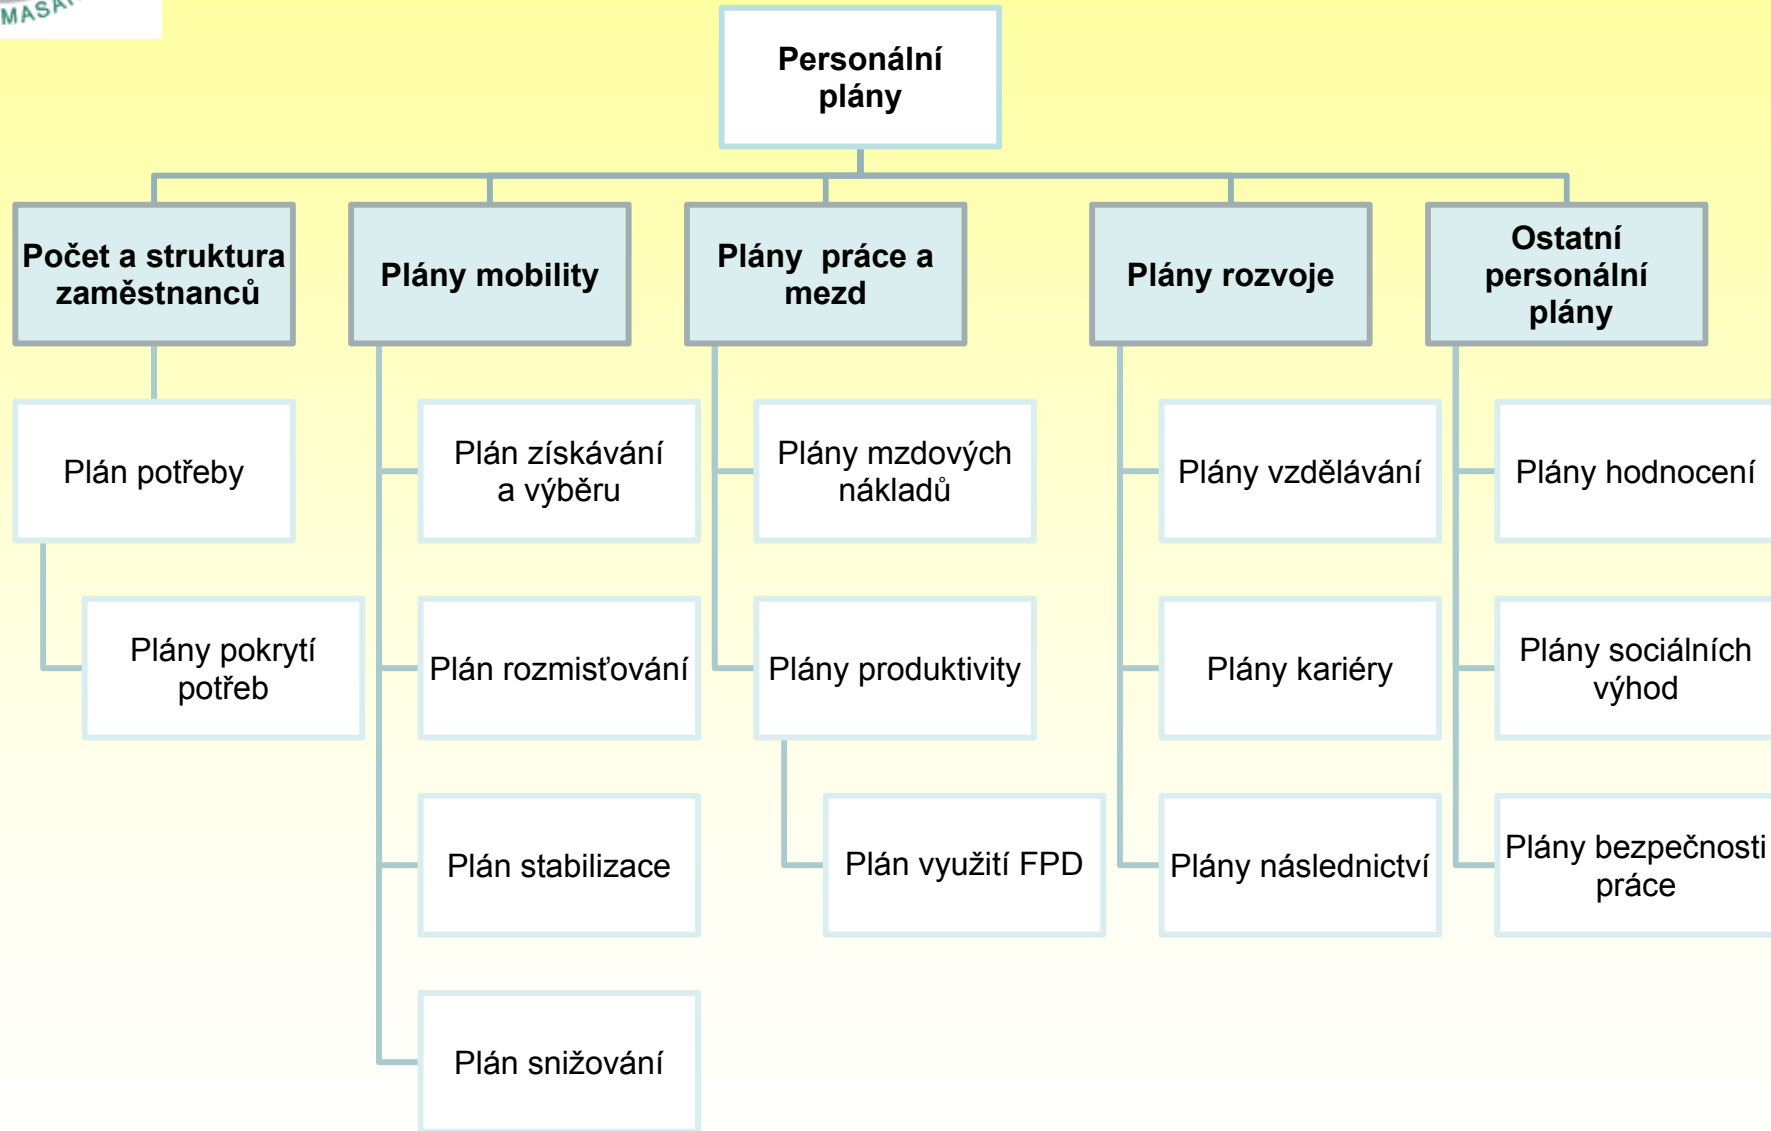 Personální
plány
Počet a struktura
zaměstnanců
Plány mobility
Plány práce a
mezd
Plány rozvoje
Ostatní
personální
plány
Plán potřeby
Plány pokrytí
potřeb
Plán získávání
a výběru
Plán rozmisťování
Plán stabilizace
Plán snižování
Plány mzdových
nákladů
Plány produktivity
Plán využití FPD
Plány vzdělávání
Plány kariéry
Plány následnictví
Plány hodnocení
Plány sociálních
výhod
Plány bezpečnosti
práce